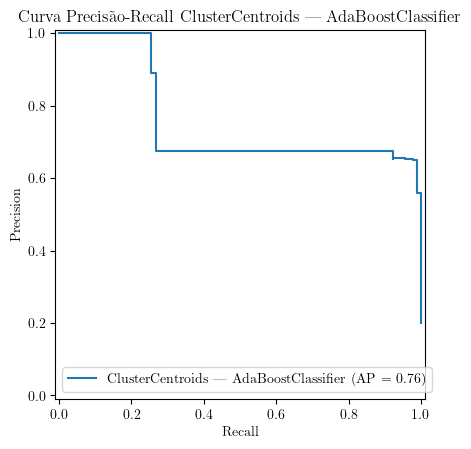 Curva Precisão-Recall ClusterCentroids — AdaBoostClassifier
1.0
0.8
0.6
0.4
0.2
0.0
Precision
ClusterCentroids — AdaBoostClassifier (AP = 0.76)
0.0 0.2 0.4 0.6 0.8 1.0
Recall